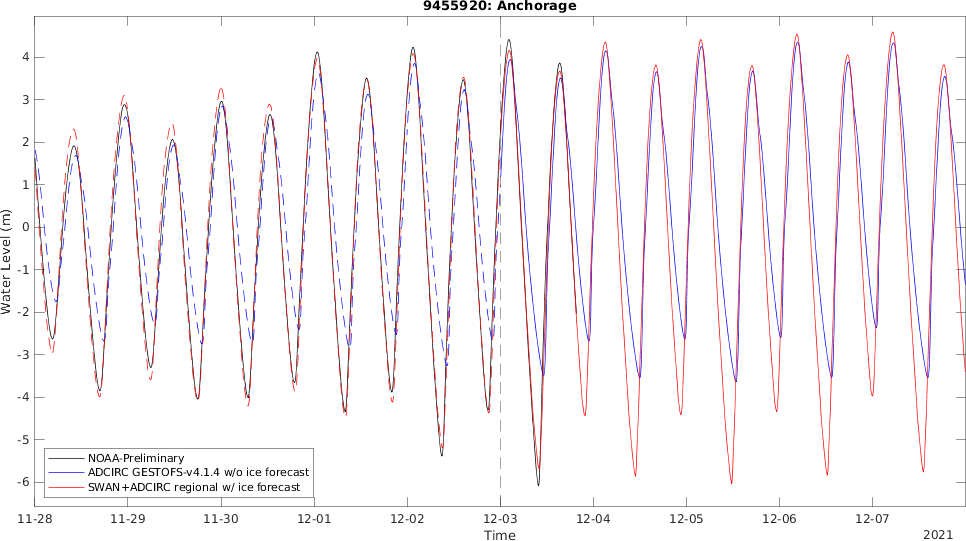 9455920: Anchorage
4
3
2
1
0
-1
-2
-3
-4
-5
-6
Water Level (m)
NOAA-Preliminary
ADCIRC GESTOFS-v4.1.4 w/o ice forecast
SWAN+ADCIRC regional w/ ice forecast
11-28 11-29 11-30 12-01 12-02 12-03 12-04 12-05 12-06 12-07
Time
2021